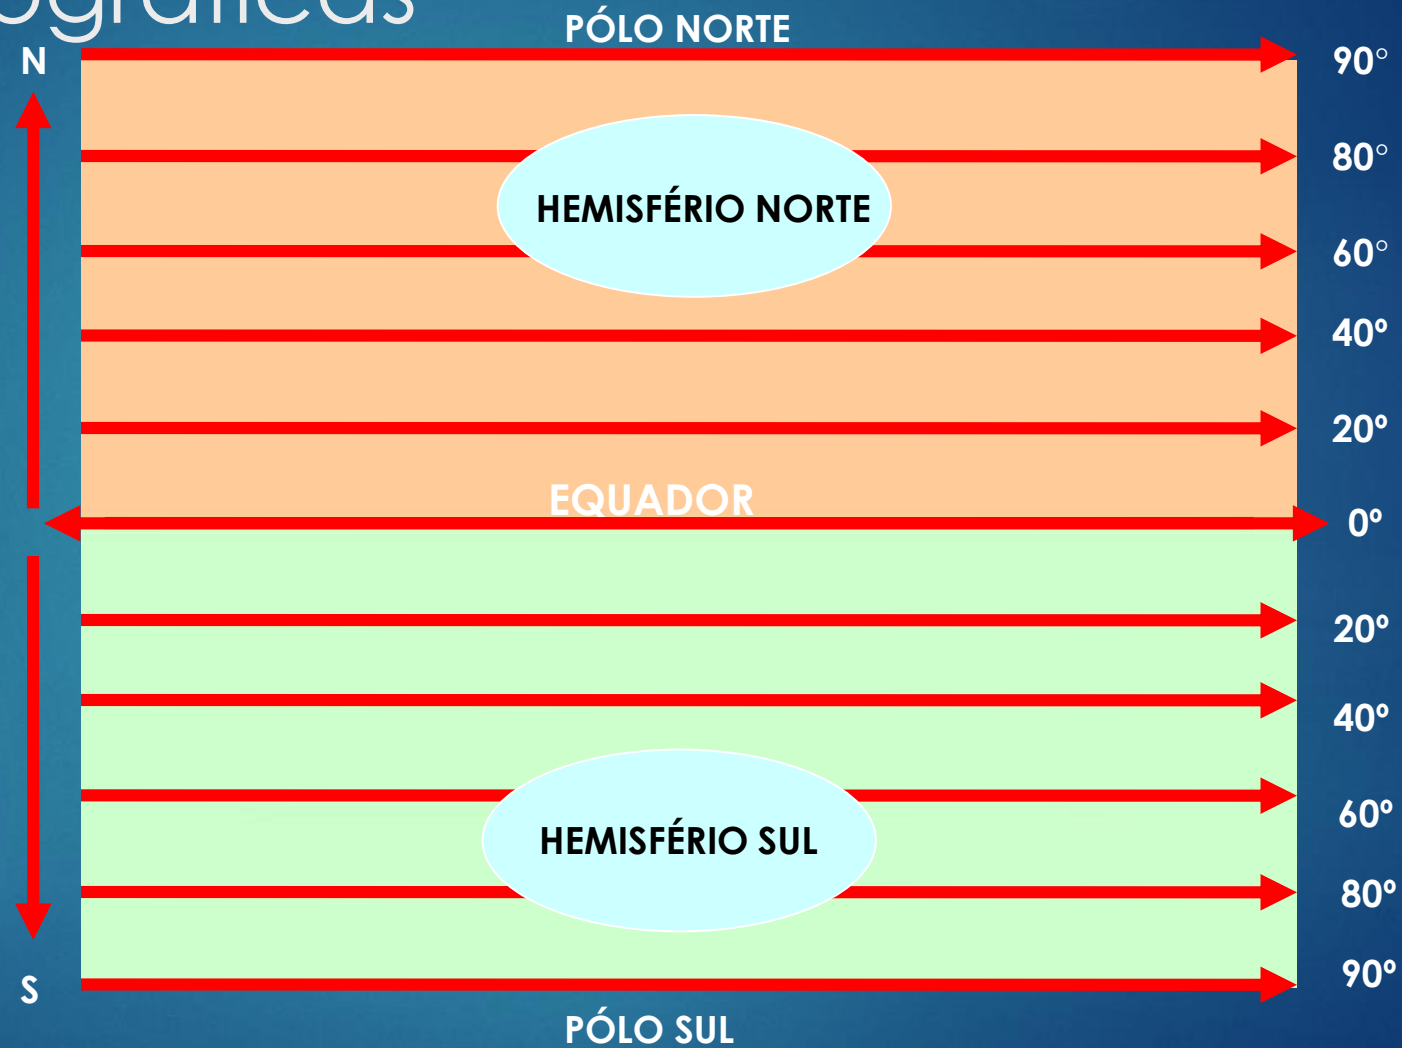 PÓLO NORTE
N
90°
80°
HEMISFÉRIO NORTE
60°
40º
20º
EQUADOR
0º
20º
40º
60º
HEMISFÉRIO SUL
80º
90º
S
PÓLO SUL